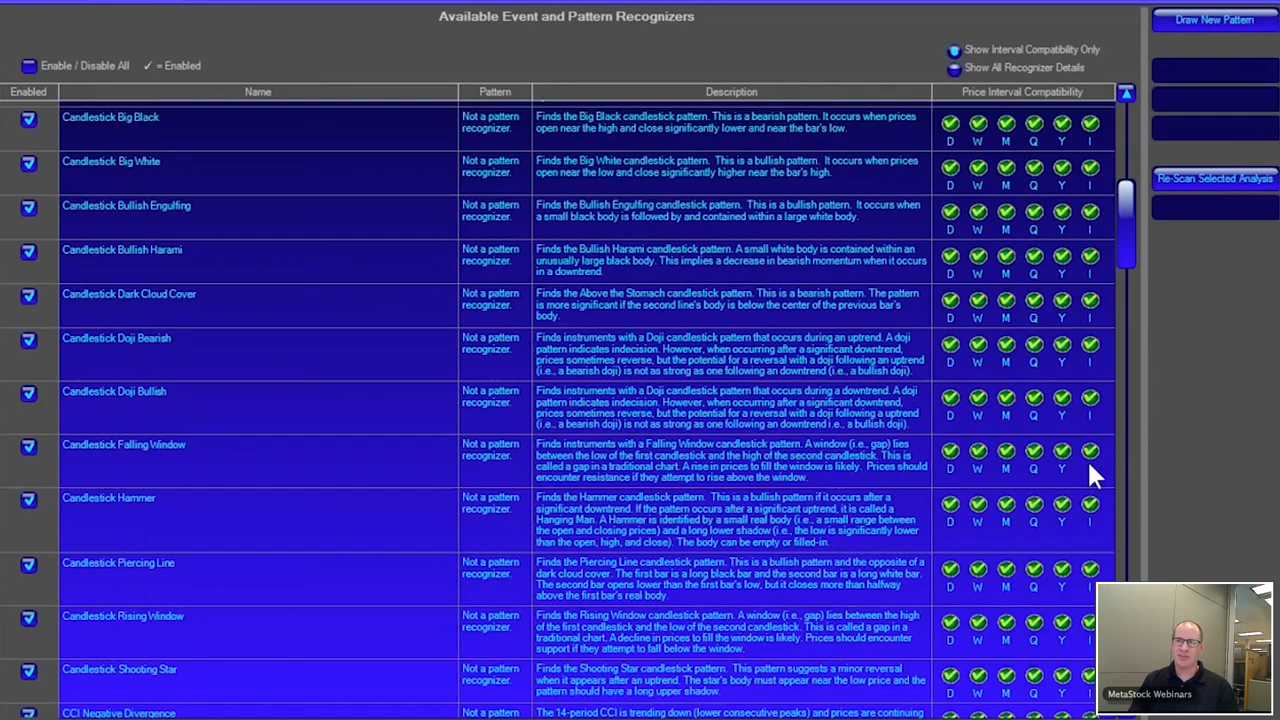 Available Event and Pattern Recognizers
Draw New Pattern
Show Interval Compatibility Only
Enable / Disable All ✓ = Enabled
Show All Recognizer Details
Enabled Name Pattern Description Price Interval Compatibility
Candlestick Big Black
Not a pattern
recognizer.
Finds the Big Black candlestick pattern. This is a bearish pattern. It occurs when prices
open near the high and close significantly lower and near the bar's low.
D W M Q Y I
Candlestick Big White
Not a pattern
recognizer.
Finds the Big White candlestick pattern. This is a bullish pattern. It occurs when prices
open near the low and close significantly higher near the bar's high.
D W M Q Y I
Re-Scan Selected Analysis
Candlestick Bullish Engulfing
Not a pattern
recognizer.
Finds the Bullish Engulfing candlestick pattern. This is a bullish pattern. It occurs when
a small black body is followed by and contained within a large white body.
D W M Q Y I
Candlestick Bullish Harami
Not a pattern
recognizer.
Finds the Bullish Harami candlestick pattern. A small white body is contained within an
unusually large black body. This implies a decrease in bearish momentum when it occurs
in a downtrend.
D W M Q Y I
Candlestick Dark Cloud Cover
Not a pattern
recognizer.
Finds the Above the Stomach candlestick pattern. This is a bearish pattern. The pattern
is more significant if the second line's body is below the center of the previous bar's
body.
D W M Q Y I
Candlestick Doji Bearish
Not a pattern
recognizer.
Finds instruments with a Doji candlestick pattern that occurs during an uptrend. A doji
pattern indicates indecision. However, when occurring after a significant downtrend,
prices sometimes reverse, but the potential for a reversal with a doji following an uptrend
(i.e., a bearish doji) is not as strong as one following an downtrend (i.e., a bullish doji).
D W M Q Y I
Candlestick Doji Bullish
Not a pattern
recognizer.
Finds instruments with a Doji candlestick pattern that occurs during a downtrend. A doji
pattern indicates indecision. However, when occurring after a significant downtrend,
prices sometimes reverse, but the potential for a reversal with a doji following a uptrend
(i.e., a bearish doji) is not as strong as one following an downtrend i.e., a bullish doji).
D W M Q Y I
Candlestick Falling Window
Not a pattern
recognizer.
Finds instruments with a Falling Window candlestick pattern. A window (i.e., gap) lies
between the low of the first candlestick and the high of the second candlestick. This is
called a gap in a traditional chart. A rise in prices to fill the window is likely. Prices should
encounter resistance if they attempt to rise above the window.
D W M Q Y
Candlestick Hammer
Not a pattern
recognizer.
Finds the Hammer candlestick pattern. This is a bullish pattern if it occurs after a
significant downtrend. If the pattern occurs after a significant uptrend, it is called a
Hanging Man. A Hammer is identified by a small real body (i.e., a small range between
the open and closing prices) and a long lower shadow (i.e., the low is significantly lower
than the open, high, and close). The body can be empty or filled-in.
D W M Q Y I
Candlestick Piercing Line
Not a pattern
recognizer.
Finds the Piercing Line candlestick pattern. This is a bullish pattern and the opposite of a
dark cloud cover. The first bar is a long black bar and the second bar is a long white bar.
The second bar opens lower than the first bar's low, but it closes more than halfway
above the first bar's real body.
D W M Q Y I
Candlestick Rising Window
Not a pattern
recognizer.
Finds the Rising Window candlestick pattern. A window (i.e., gap) lies between the high
of the first candlestick and the low of the second candlestick. This is called a gap in a
traditional chart. A decline in prices to fill the window is likely. Prices should encounter
support if they attempt to fall below the window.
D W M Q Y I
Candlestick Shooting Star
Not a pattern
recognizer.
Finds the Shooting Star candlestick pattern. This pattern suggests a minor reversal
when it appears after an uptrend. The star's body must appear near the low price and the
pattern should have a long upper shadow.
D W M Q Y I
MetaStock Webinars
CCI Negative Divergence
Not a pattern
The 14-period CCI is trending down (lower consecutive peaks) and prices are continuing